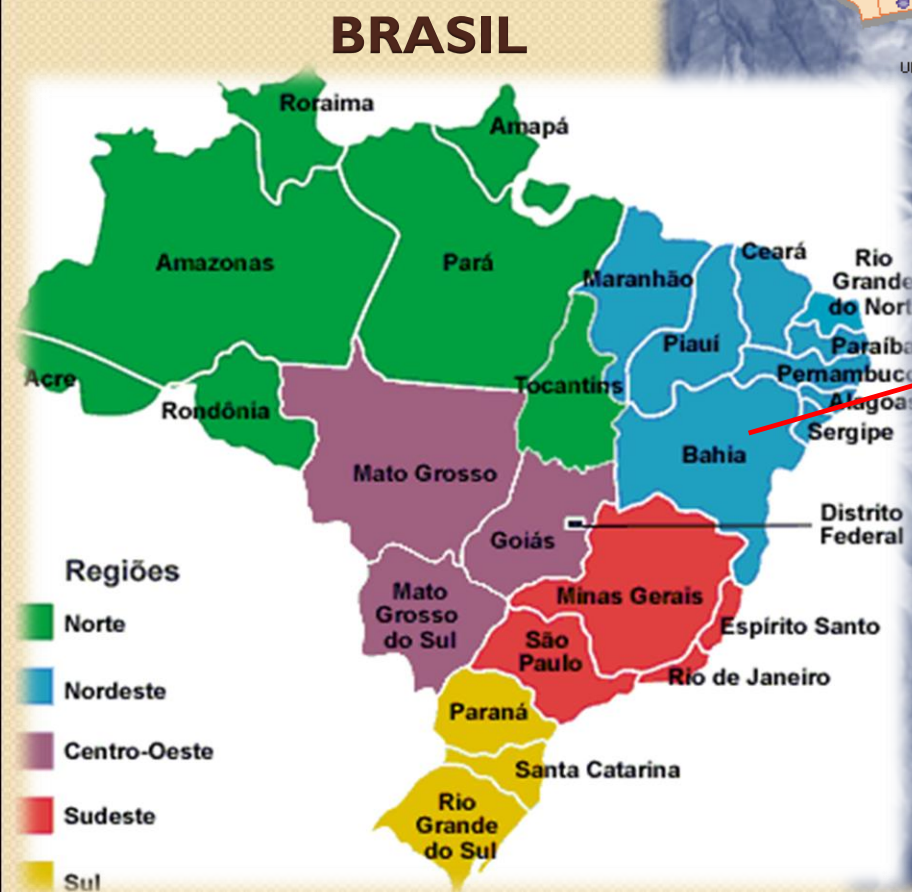 BRASIL
Roraima
Amapá
Amazonas
Pará
Maranhão
Ceará
Rio
Grande
do Nort
Piauí
Paraíba
Acre
Rondônia
Tocantins
Pernambuco
Alagoas
Sergipe
Mato Grosso
Bahia
Distrito
Federal
Goiás
Mato
Grosso
do Sul
Minas Gerais
Espírito Santo
São
Paulo
Rio de Janeiro
Paraná
Santa Catarina
Rio
Grande
do Sul
Regiões
Norte
Nordeste
Centro-Oeste
Sudeste
Sul